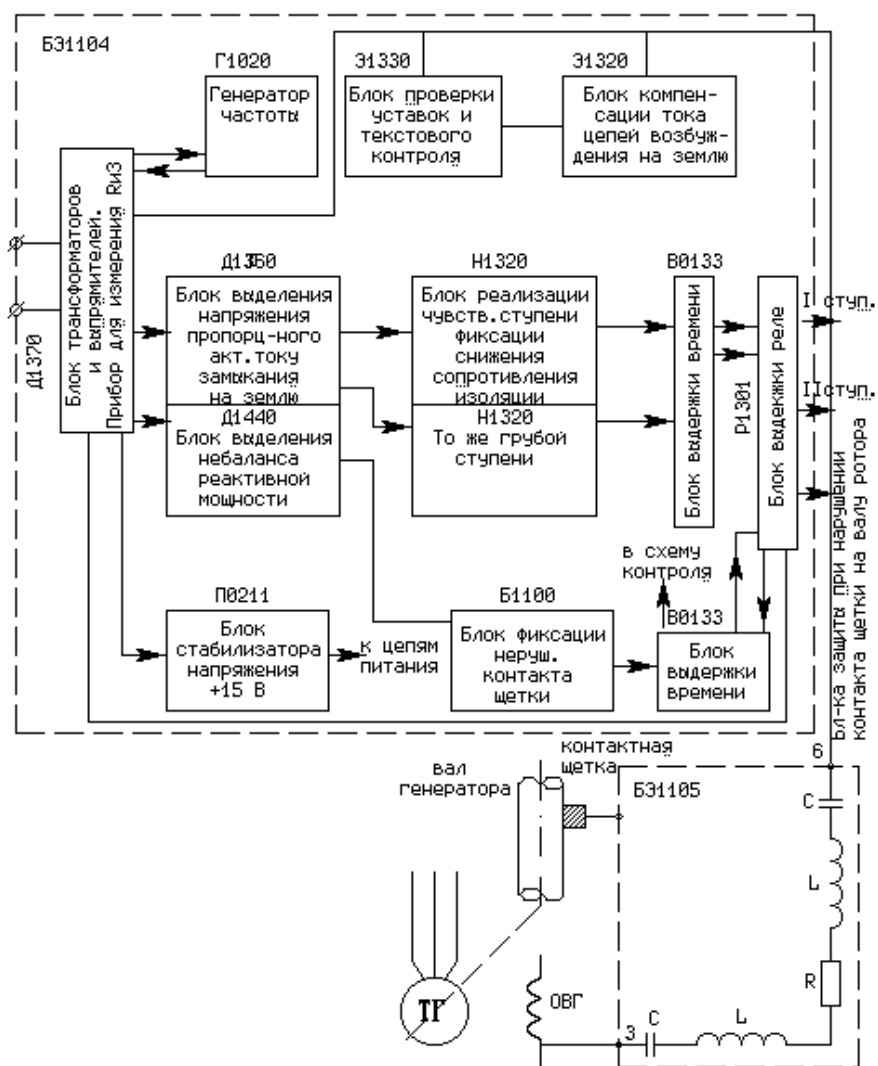 БЭ1104
Г1020
Генератор
частоты
Э1330
Блок проверки
уставок и
текстового
контроля
Э1320
Блок компен-
сации тока
цепей возбуж-
дения на землю
Д1370
Блок трансформаторов
и выпрямителей.
Прибор для измерения Rиз
Д1360
Блок выделения
напряжения
пропорц-ного
акт.току
замыкания
на землю
Д1440
Блок выделения
небаланса
реактивной
мощности
Н1320
Блок реализации
чувств.ступени
фиксации
снижения
сопротивления
изоляции
Н1320
То же грубой
ступени
В0133
Блок выдержки времени
Р1301
Блок выдекжки реле
I ступ.
IIступ.
Бл-ка защиты при нарушении
контакта щетки на валу ротора
П0211
Блок
стабилизатора
напряжения
+15 В
к цепям
питания
Б1100
Блок фиксации
неруш.
контакта
щетки
в схему
контроля
В0133
Блок
выдержки
времени
6
контактная
щетка
вал
генератора
БЭ1105
С
L
R
ТГ
ОВГ
3
С
L